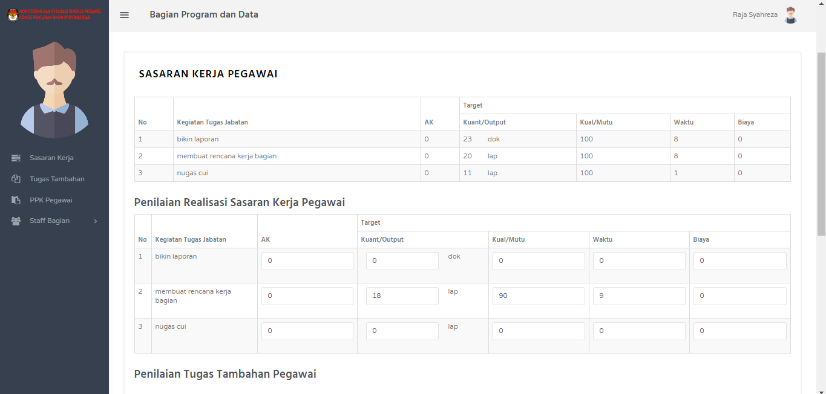 Bagian Program dan Data
Raja Syahreza
Sasaran Kerja
Tugas Tambahan
PPK Pegawai
Staff Bagian
SASARAN KERJA PEGAWAI
No Kegiatan Tugas Jabatan AK Target
Kuant/Output Kual/Mutu Waktu Biaya
1 bikin laporan 0 23 dok 100 8 0
2 membuat rencana kerja bagian 0 20 lap 100 8 0
3 nugas cui 0 11 lap 100 1 0
Penilaian Realisasi Sasaran Kerja Pegawai
Target
No Kegiatan Tugas Jabatan AK Kuant/Output Kual/Mutu Waktu Biaya
1 bikin laporan 0 0 dok 0 0 0
2 membuat rencana kerja 0 18 lap 90 9 0
bagian
3 nugas cui 0 0 lap 0 0 0
Penilaian Tugas Tambahan Pegawai